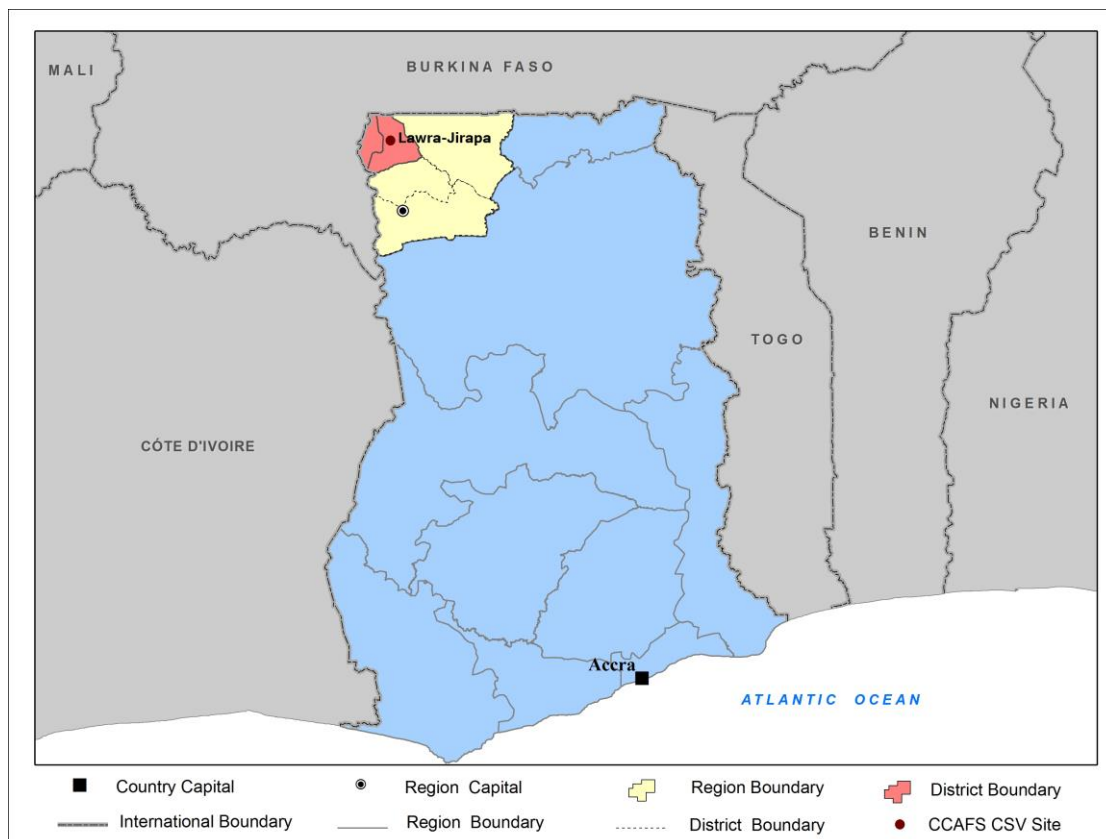 MALI
BURKINA FASO
Lawra-Jirapa
BENIN
TOGO
NIGERIA
CÓTE D'IVOIRE
Accra
ATLANTIC OCEAN
Country Capital
Region Capital
Region Boundary
District Boundary
International Boundary
Region Boundary
District Boundary
CCAFS CSV Site